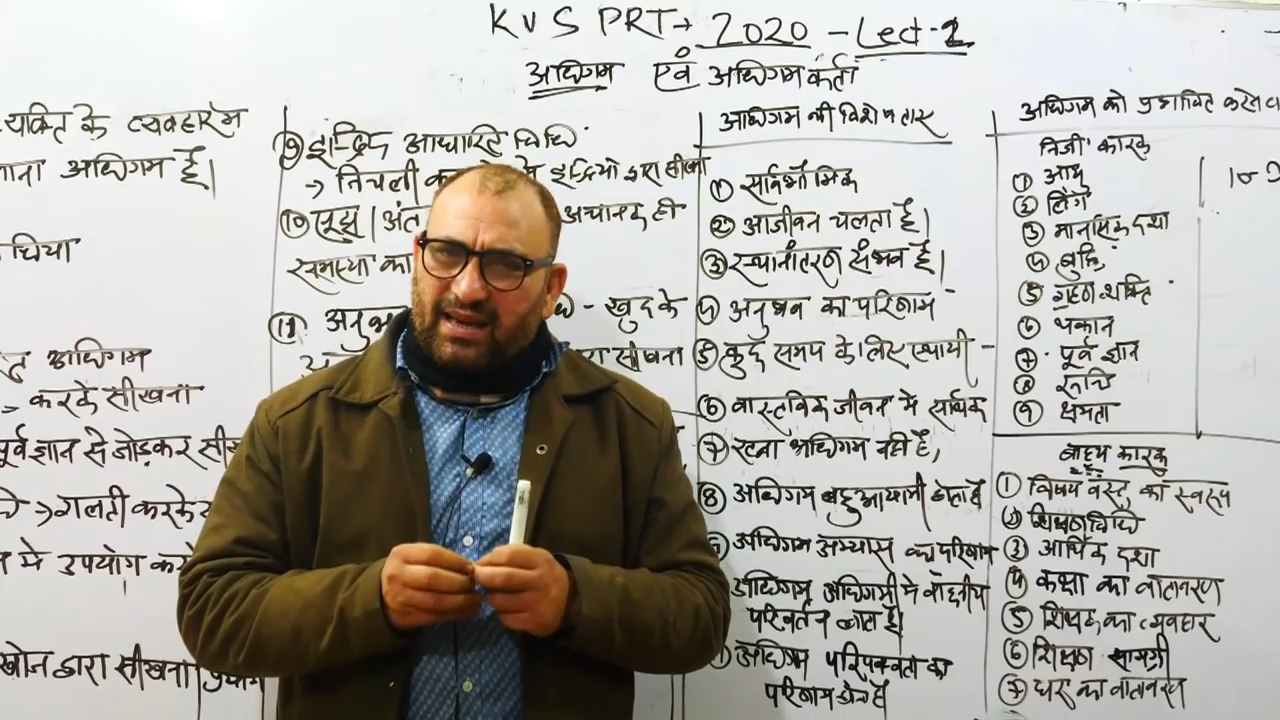 KVS PRT → 2020 - Lect-2
अधिगम एवं अधिगमकर्ता
व्यक्ति के व्यवहार में
अधिगम है।
अधिगम
करके सीखना
पूर्व ज्ञान से जोड़कर
→ गलती करके
में उपयोग
द्वारा सीखना
⑨ इन्द्रिय आधारित विधि
→ निचली
में इंद्रियो द्वारा सीखना
⑩ सूझ / अंत
अचानक ही
समस्या का
⑪ अनुभ
- खुद के
सीखना
अधिगम की विशेषताए
① सार्वभौमिक
② आजीवन चलता है।
③ स्थानांतरण संभव है।
④ अनुभव का परिणाम -
⑤ कुछ समय के लिए स्थायी -
⑥ वास्तविक जीवन में सार्थक
⑦ रटना अधिगम नहीं है,
⑧ अधिगम बहुआयामी होता है
अधिगम अभ्यास का परिणाम
अधिगम, अधिगमी में वांछनीय
परिवर्तन लाता है।
अधिगम परिपक्वता का
परिणाम होता है
अधिगम को प्रभावित करने
निजी कारक
① आयु
② लिंग
③ मानसिक दशा
④ बुद्धि
⑤ ग्रहण शक्ति
⑥ थकान
⑦ पूर्व ज्ञान
⑧ रूचि
⑨ क्षमता
बाह्य कारक
① विषय वस्तु का स्वरूप
② शिक्षण विधि
③ आर्थिक दशा
④ कक्षा का वातावरण
⑤ शिक्षक का व्यवहार
⑥ शिक्षण सामग्री
⑦ घर का वातावरण